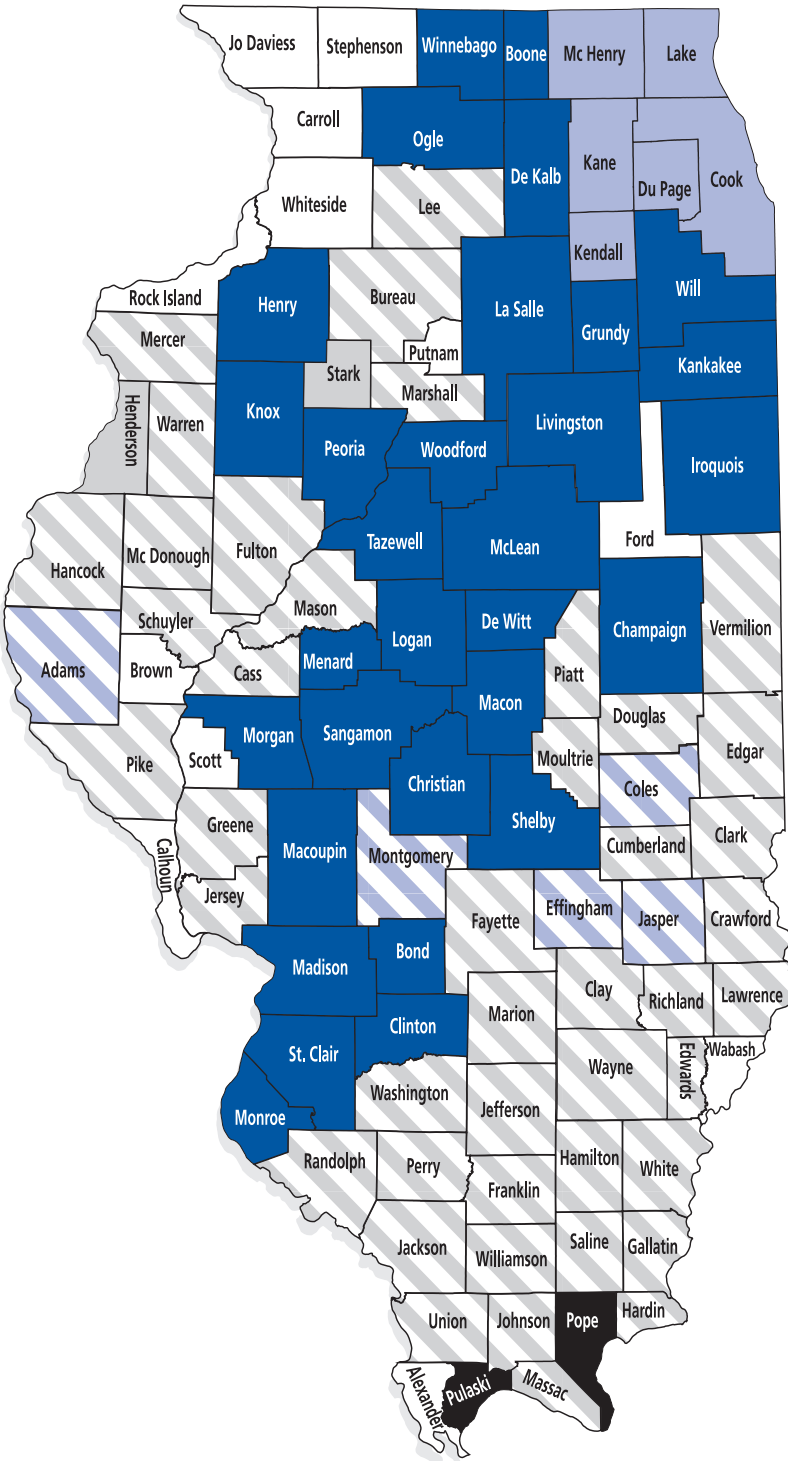 Jo Daviess
Stephenson
Winnebago
Boone
Mc Henry
Lake
Carroll
Ogle
De Kalb
Kane
Du Page
Cook
Whiteside
Lee
Kendall
Rock Island
Henry
Bureau
La Salle
Will
Mercer
Putnam
Grundy
Stark
Marshall
Kankakee
Henderson
Warren
Knox
Peoria
Woodford
Livingston
Iroquois
Hancock
Mc Donough
Fulton
Tazewell
McLean
Ford
Schuyler
Mason
Logan
De Witt
Champaign
Vermilion
Adams
Brown
Cass
Menard
Piatt
Macon
Douglas
Pike
Scott
Morgan
Sangamon
Moultrie
Edgar
Christian
Coles
Greene
Macoupin
Shelby
Clark
Calhoun
Montgomery
Cumberland
Jersey
Fayette
Effingham
Jasper
Crawford
Madison
Bond
Clay
Richland
Lawrence
Marion
Clinton
St. Clair
Wayne
Edwards
Wabash
Washington
Jefferson
Monroe
Randolph
Perry
Franklin
Hamilton
White
Jackson
Williamson
Saline
Gallatin
Union
Johnson
Pope
Hardin
Alexander
Pulaski
Massac